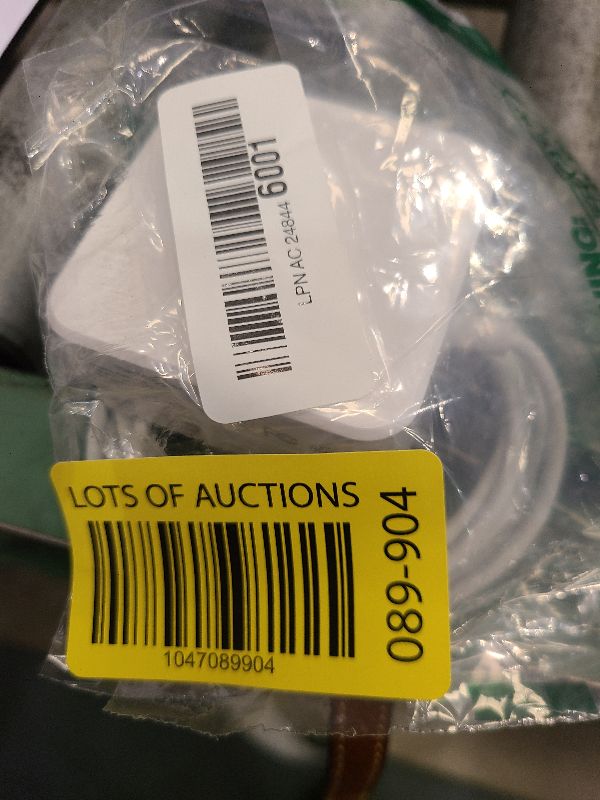 6001
LPN AC 24844
LOTS OF AUCTIONS
089-904
1047089904